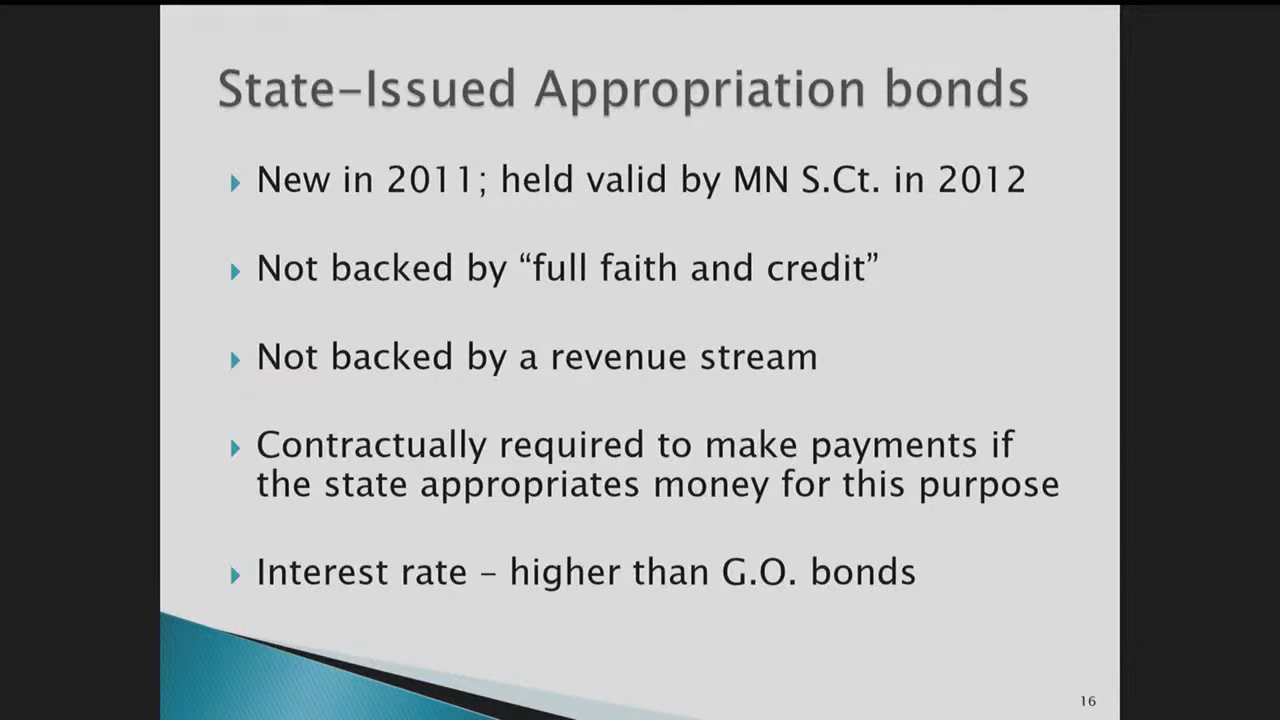 State-Issued Appropriation bonds
New in 2011; held valid by MN S.Ct. in 2012
Not backed by “full faith and credit”
Not backed by a revenue stream
Contractually required to make payments if
the state appropriates money for this purpose
Interest rate – higher than G.O. bonds
16